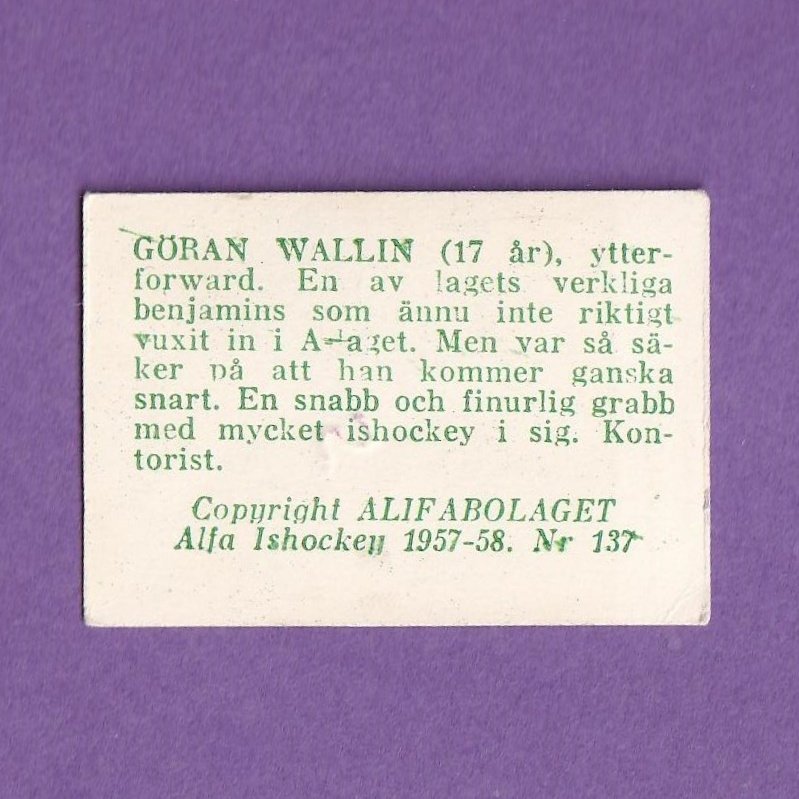 GÖRAN WALLIN (17 år), ytter-
forward. En av lagets verkliga
benjamins som ännu inte riktigt
vuxit in i A-laget. Men var så sä-
ker på att han kommer ganska
snart. En snabb och finurlig grabb
med mycket ishockey i sig. Kon-
torist.
Copyright ALIFABOLAGET
Alfa Ishockey 1957-58. Nr 137